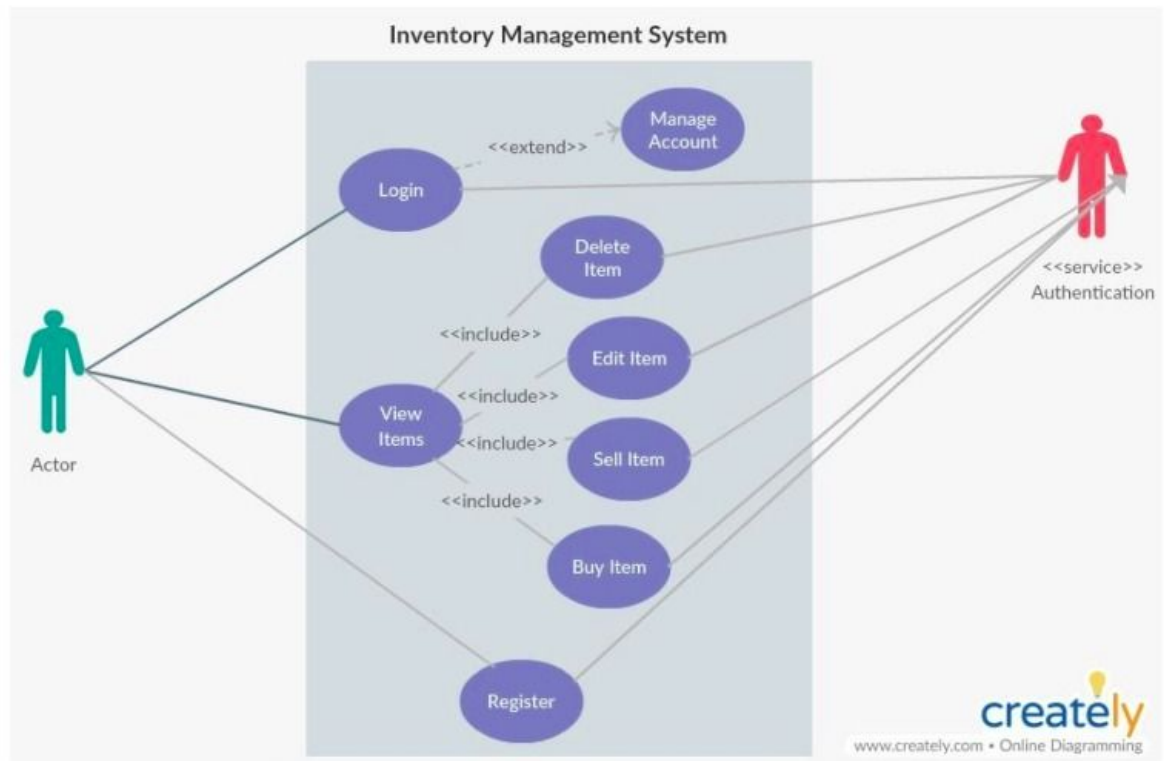 Inventory Management System
Manage
Account
<<extend>>
Login
Delete
Item
<<service>>
Authentication
<<include>>
Edit Item
<<include>>
View
Items
<<include>>
Sell Item
Actor
<<include>>
Buy Item
Register
creately
www.creately.com • Online Diagramming